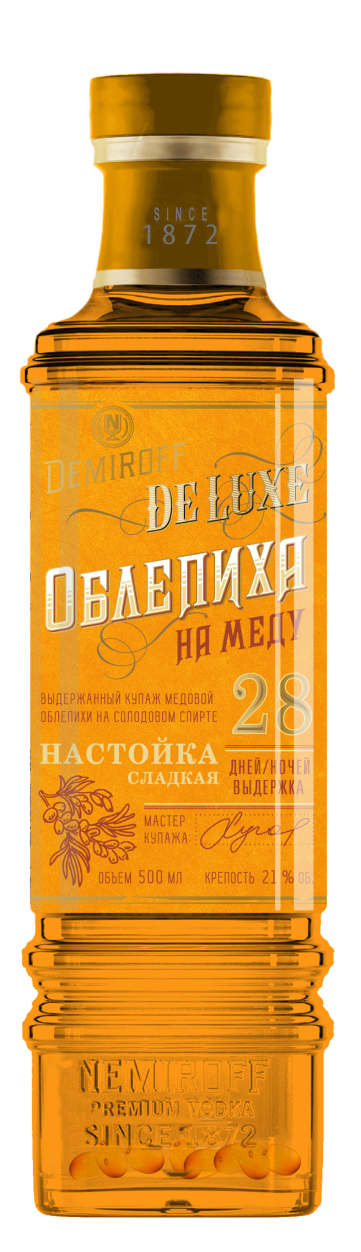 SINCE
1872
N
DEMIROFF
DE LUXE
ОБЛЕПИХА
НА МЕДУ
ВЫДЕРЖАННЫЙ КУПАЖ МЕДОВОЙ
ОБЛЕПИХИ НА СОЛОДОВОМ СПИРТЕ
28
НАСТОЙКА
СЛАДКАЯ
ДНЕЙ/НОЧЕЙ
ВЫДЕРЖКА
МАСТЕР
КУПАЖА:
ОБЪЕМ 500 МЛ
КРЕПОСТЬ 21 % ОБ.
NEMIROFF
PREMIUM VODKA
SINCE 1872